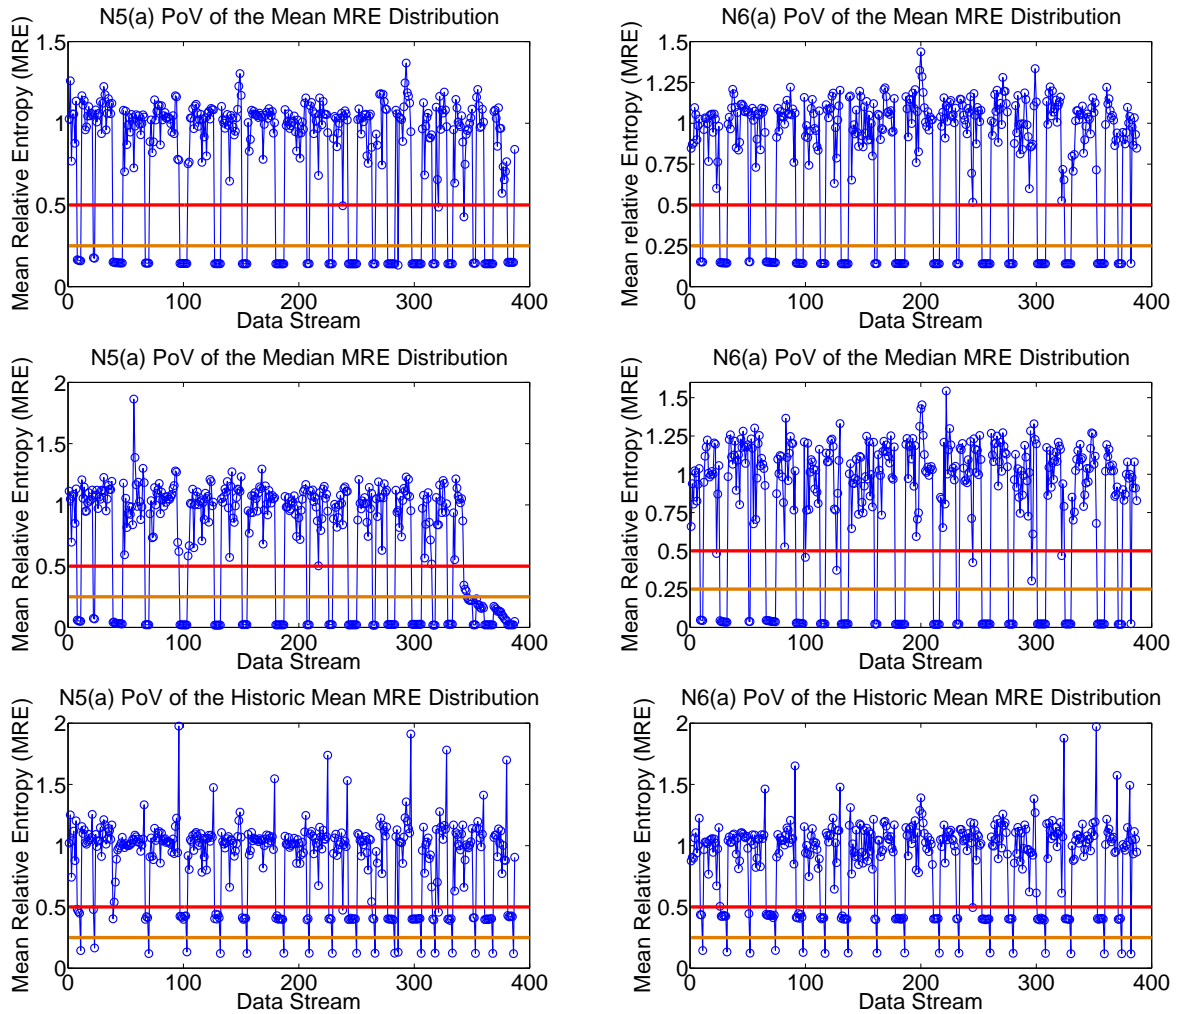 N5(a) PoV of the Mean MRE Distribution
Mean Relative Entropy (MRE)
1.5
1
0.5
0
0 100 200 300 400
Data Stream
N6(a) PoV of the Mean MRE Distribution
Mean relative Entropy (MRE)
1.5
1.25
1
0.75
0.5
0.25
0
0 100 200 300 400
Data Stream
N5(a) PoV of the Median MRE Distribution
Mean Relative Entropy (MRE)
2
1.5
1
0.5
0
0 100 200 300 400
Data Stream
N6(a) PoV of the Median MRE Distribution
Mean Relative Entropy (MRE)
1.5
1.25
1
0.75
0.5
0.25
0
0 100 200 300 400
Data Stream
N5(a) PoV of the Historic Mean MRE Distribution
Mean Relative Entropy (MRE)
2
1.5
1
0.5
0
0 100 200 300 400
Data Stream
N6(a) PoV of the Historic Mean MRE Distribution
Mean Relative Entropy (MRE)
2
1.5
1
0.5
0
0 100 200 300 400
Data Stream